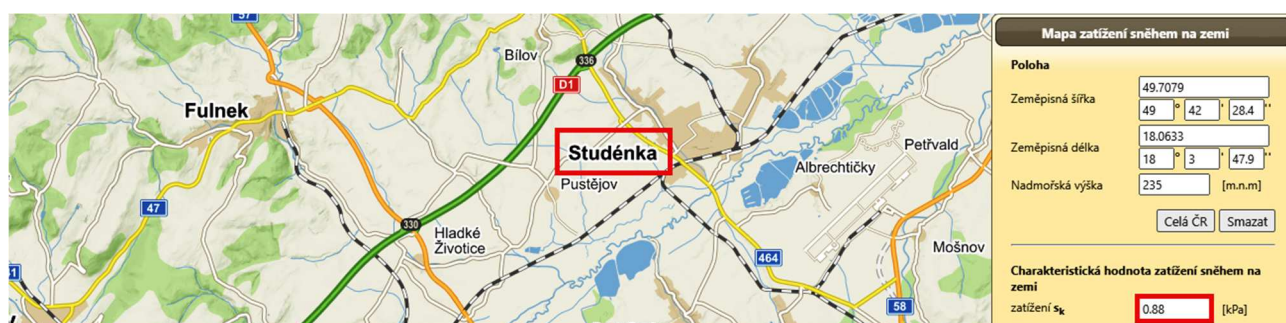 57
Bílov
336
D1
Fulnek
Studénka
Petřvald
Albrechtičky
Pustějov
47
330
Hladké
Životice
Mošnov
464
58
Mapa zatížení sněhem na zemi
Poloha
Zeměpisná šířka
49.7079
49 ° 42 ' 28.4 ''
Zeměpisná délka
18.0633
18 ° 3 ' 47.9 ''
Nadmořská výška 235 [m.n.m]
Celá ČR Smazat
Charakteristická hodnota zatížení sněhem na
zemi
zatížení sk 0.88 [kPa]